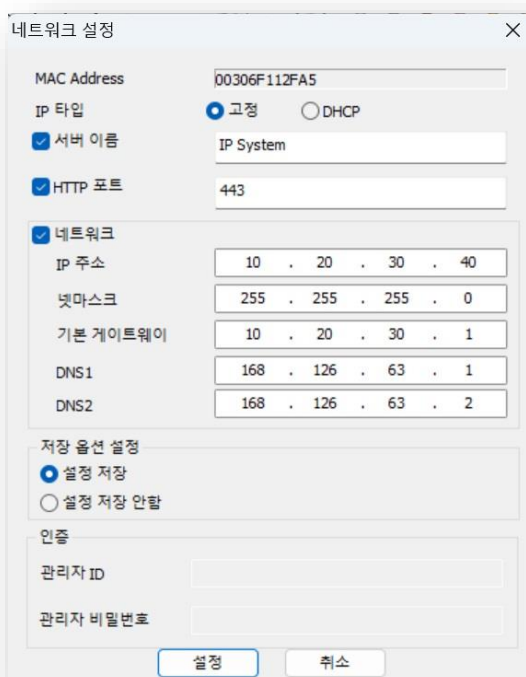 네트워크 설정
MAC Address 00306F112FA5
IP 타입 고정 DHCP
서버 이름 IP System
HTTP 포트 443
네트워크
IP 주소 10 . 20 . 30 . 40
넷마스크 255 . 255 . 255 . 0
기본 게이트웨이 10 . 20 . 30 . 1
DNS1 168 . 126 . 63 . 1
DNS2 168 . 126 . 63 . 2
저장 옵션 설정
설정 저장
설정 저장 안함
인증
관리자 ID
관리자 비밀번호
설정 취소